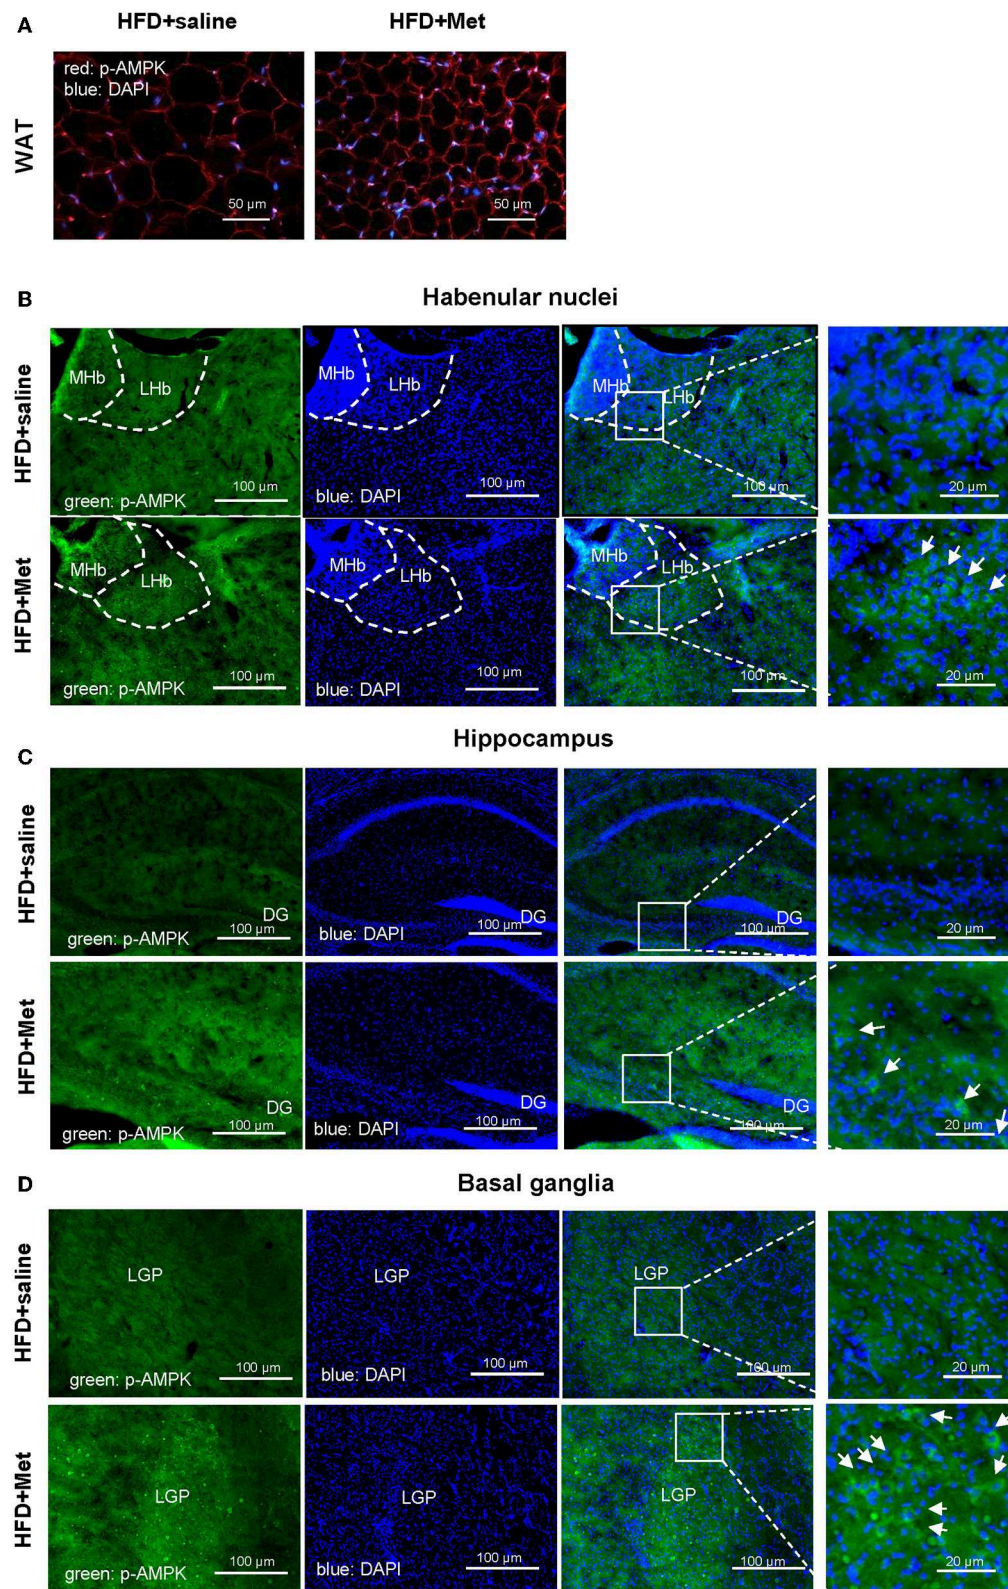 A
HFD+saline
HFD+Met
WAT
red: p-AMPK
blue: DAPI
50 µm
50 µm
B
Habenular nuclei
HFD+saline
MHb
LHb
green: p-AMPK
100 µm
MHb
LHb
blue: DAPI
100 µm
MHb
LHb
100 µm
20 µm
HFD+Met
MHb
LHb
green: p-AMPK
100 µm
MHb
LHb
blue: DAPI
100 µm
MHb
LHb
100 µm
20 µm
C
Hippocampus
HFD+saline
DG
green: p-AMPK
100 µm
DG
blue: DAPI
100 µm
DG
100 µm
20 µm
HFD+Met
DG
green: p-AMPK
100 µm
DG
blue: DAPI
100 µm
DG
100 µm
20 µm
D
Basal ganglia
HFD+saline
LGP
green: p-AMPK
100 µm
LGP
blue: DAPI
100 µm
LGP
100 µm
20 µm
HFD+Met
LGP
green: p-AMPK
100 µm
LGP
blue: DAPI
100 µm
LGP
100 µm
20 µm